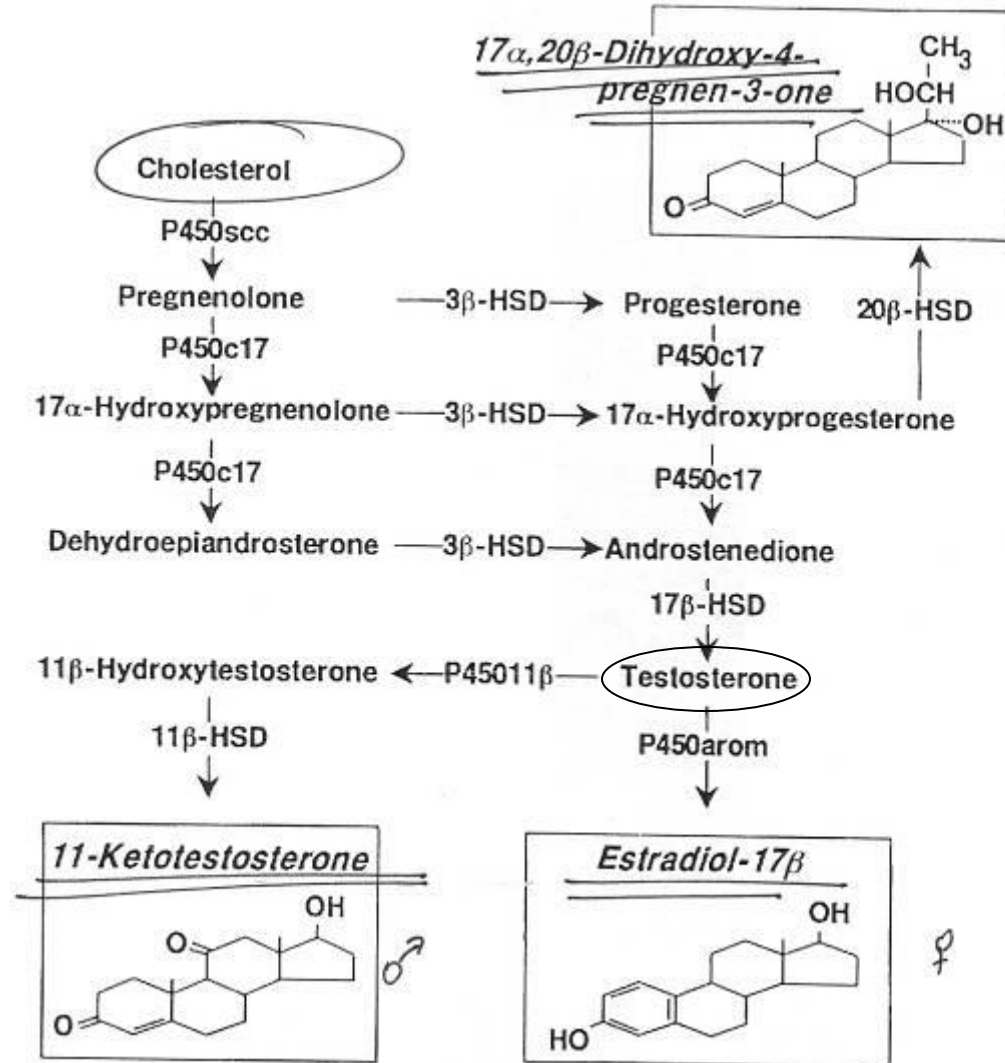 17α,20β-Dihydroxy-4-
pregnen-3-one
CH3
HOCH
OH
O
Cholesterol
P450scc
Pregnenolone
3β-HSD
Progesterone
20β-HSD
P450c17
P450c17
17α-Hydroxypregnenolone
3β-HSD
17α-Hydroxyprogesterone
P450c17
P450c17
Dehydroepiandrosterone
3β-HSD
Androstenedione
17β-HSD
11β-Hydroxytestosterone
P45011β
Testosterone
11β-HSD
P450arom
11-Ketotestosterone
OH
O
O
♂
Estradiol-17β
OH
HO
♀